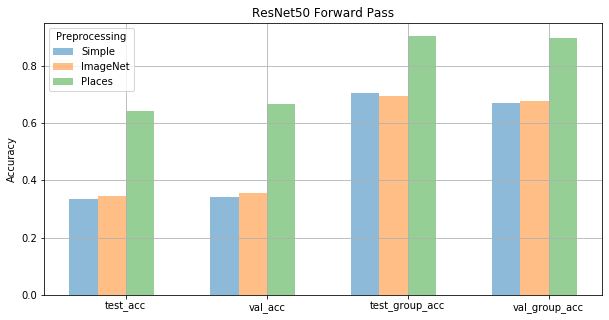 ResNet50 Forward Pass
Preprocessing
Simple
ImageNet
Places
Accuracy
0.8
0.6
0.4
0.2
0.0
test_acc
val_acc
test_group_acc
val_group_acc